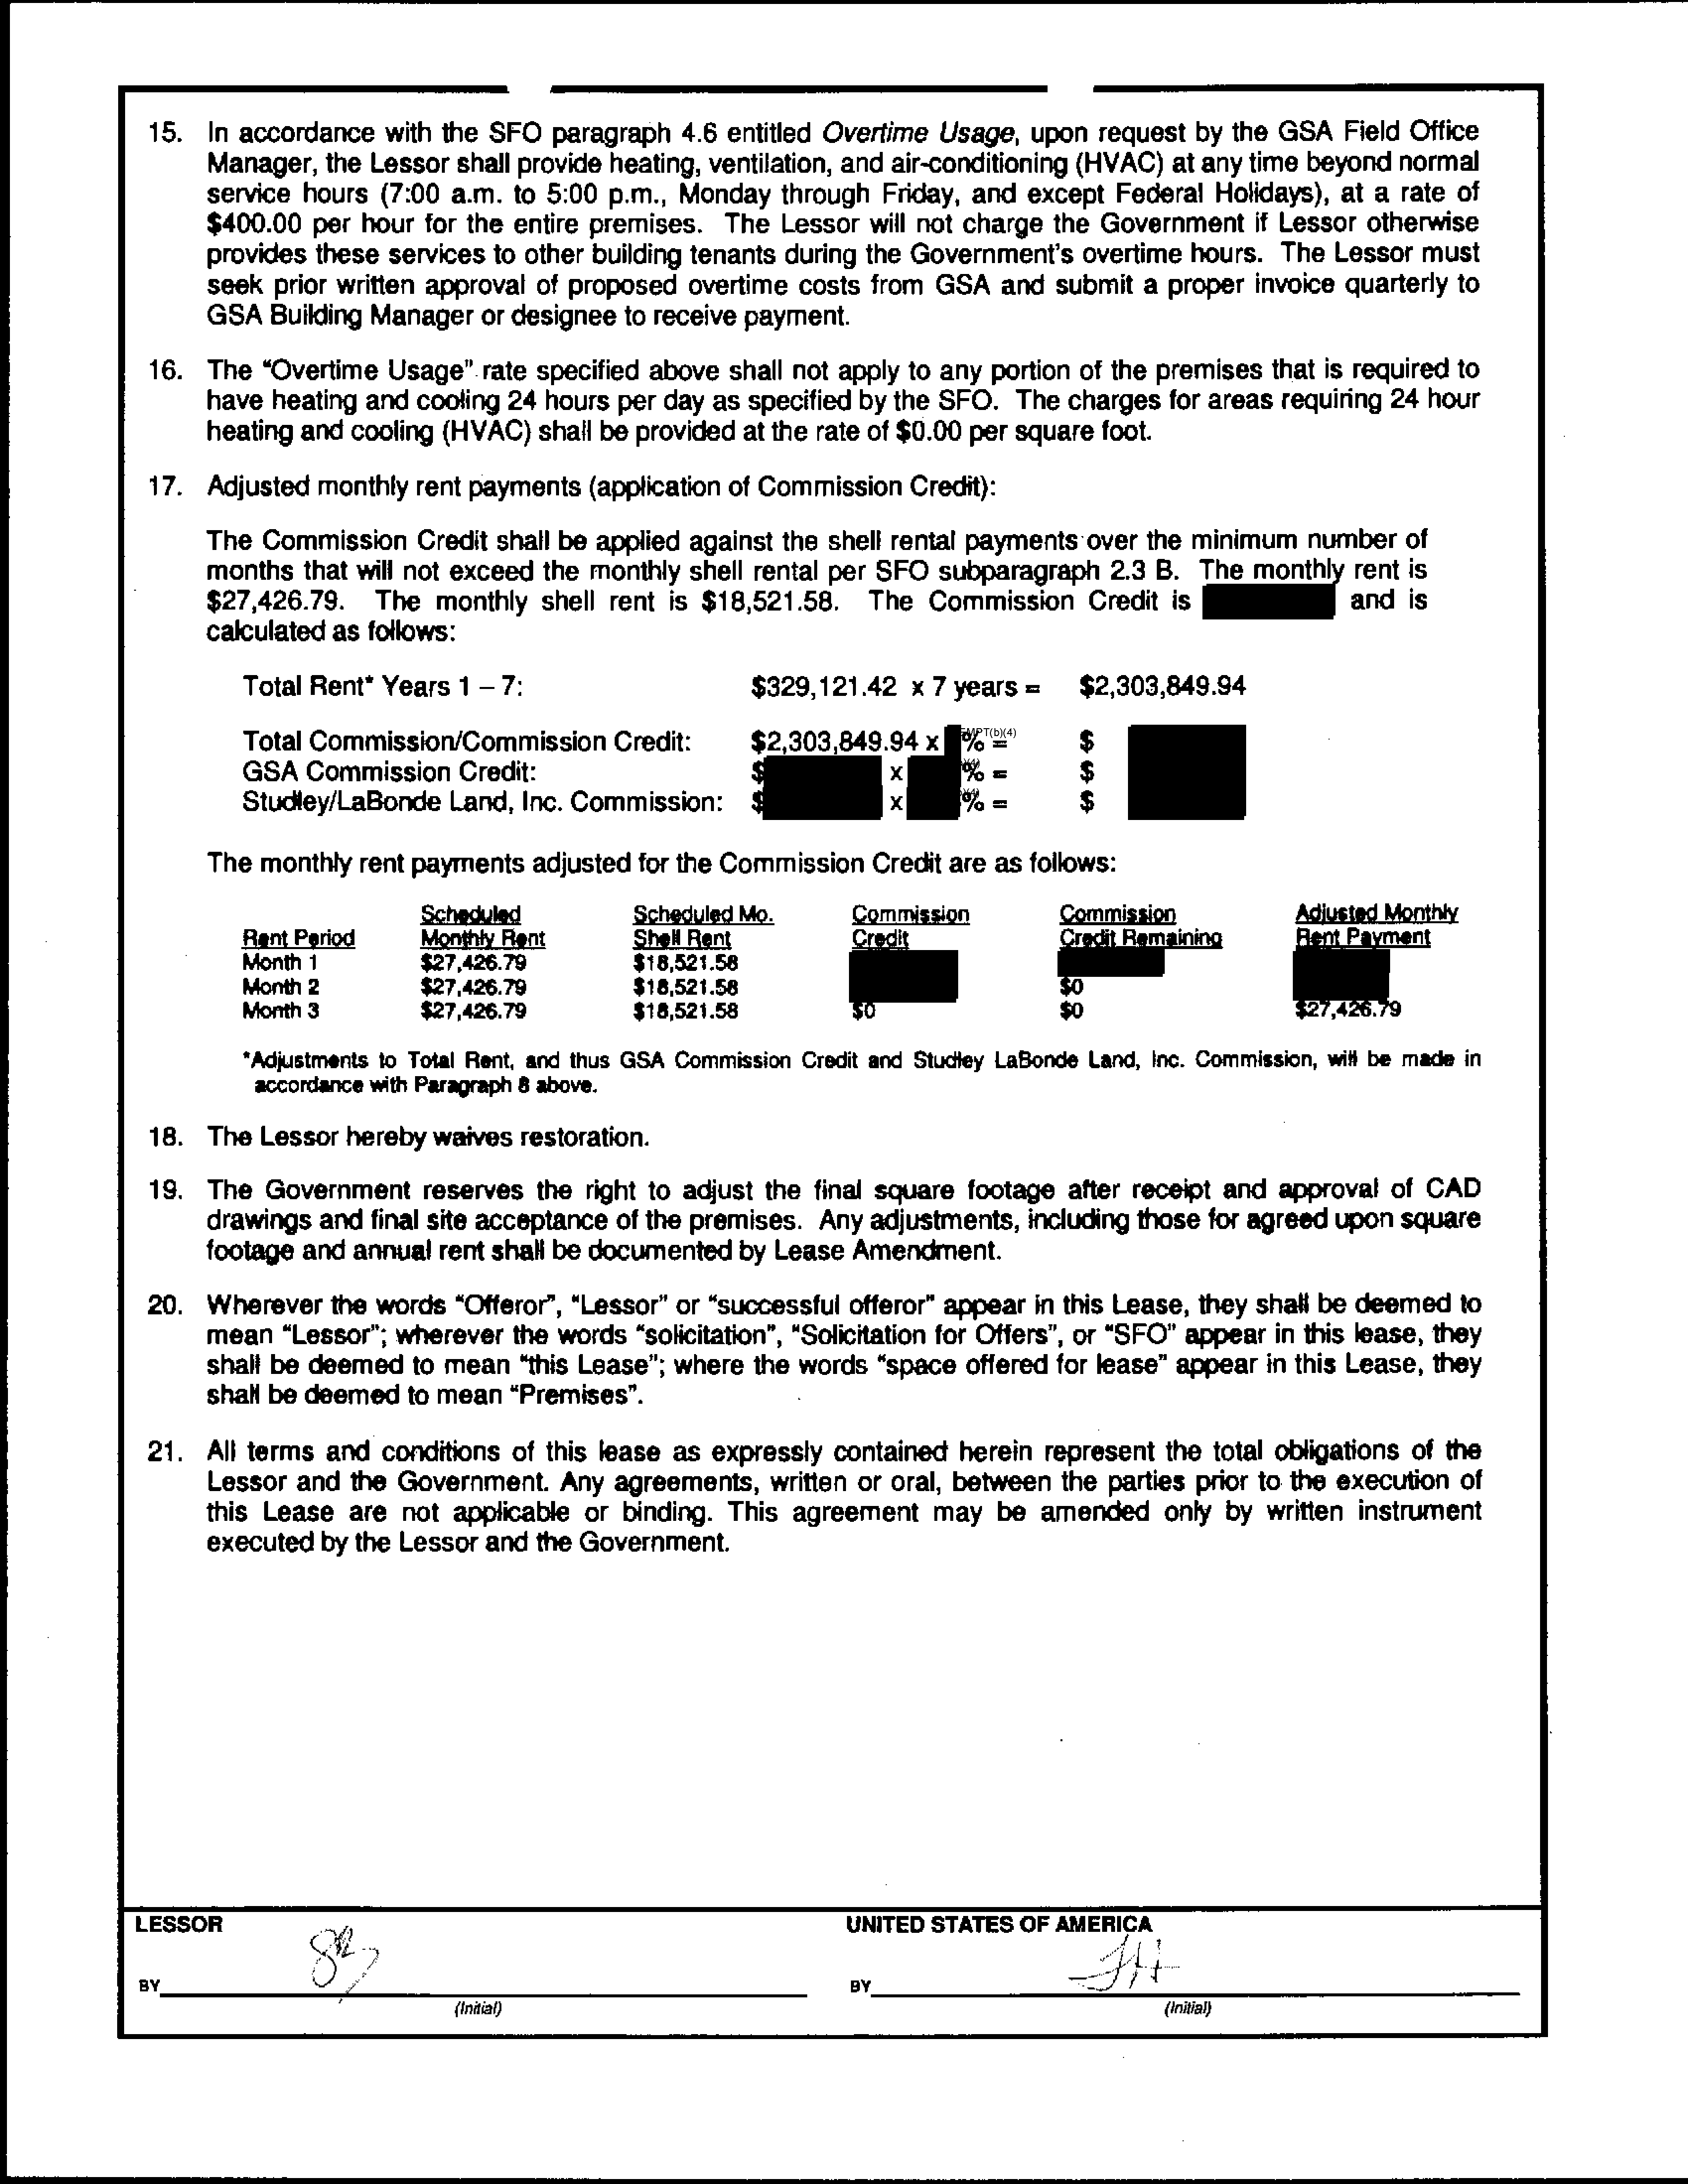 15. In accordance with the SFO paragraph 4.6 entitled Overtime Usage, upon request by the GSA Field Office
Manager, the Lessor shall provide heating, ventilation, and air-conditioning (HVAC) at any time beyond normal
service hours (7:00 a.m. to 5:00 p.m., Monday through Friday, and except Federal Holidays), at a rate of
$400.00 per hour for the entire premises. The Lessor will not charge the Government if Lessor otherwise
provides these services to other building tenants during the Government's overtime hours. The Lessor must
seek prior written approval of proposed overtime costs from GSA and submit a proper invoice quarterly to
GSA Building Manager or designee to receive payment.
16. The "Overtime Usage" rate specified above shall not apply to any portion of the premises that is required to
have heating and cooling 24 hours per day as specified by the SFO. The charges for areas requiring 24 hour
heating and cooling (HVAC) shall be provided at the rate of $0.00 per square foot.
17. Adjusted monthly rent payments (application of Commission Credit):
The Commission Credit shall be applied against the shell rental payments over the minimum number of
months that will not exceed the monthly shell rental per SFO subparagraph 2.3 B. The monthly rent is
$27,426.79. The monthly shell rent is $18,521.58. The Commission Credit is and is
calculated as follows:
Total Rent* Years 1 – 7: $329,121.42 x 7 years = $2,303,849.94
Total Commission/Commission Credit: $2,303,849.94 x % = $
GSA Commission Credit: $ x % = $
Studley/LaBonde Land, Inc. Commission: $ x % = $
The monthly rent payments adjusted for the Commission Credit are as follows:
Scheduled Scheduled Mo. Commission Commission Adjusted Monthly
Rent Period Monthly Rent Shell Rent Credit Credit Remaining Rent Payment
Month 1 $27,426.79 $18,521.58
Month 2 $27,426.79 $18,521.58 $0
Month 3 $27,426.79 $18,521.58 $0 $0 $27,426.79
*Adjustments to Total Rent, and thus GSA Commission Credit and Studley LaBonde Land, Inc. Commission, will be made in
accordance with Paragraph 8 above.
18. The Lessor hereby waives restoration.
19. The Government reserves the right to adjust the final square footage after receipt and approval of CAD
drawings and final site acceptance of the premises. Any adjustments, including those for agreed upon square
footage and annual rent shall be documented by Lease Amendment.
20. Wherever the words "Offeror", "Lessor" or "successful offeror" appear in this Lease, they shall be deemed to
mean "Lessor"; wherever the words "solicitation", "Solicitation for Offers", or "SFO" appear in this lease, they
shall be deemed to mean "this Lease"; where the words "space offered for lease" appear in this Lease, they
shall be deemed to mean "Premises".
21. All terms and conditions of this lease as expressly contained herein represent the total obligations of the
Lessor and the Government. Any agreements, written or oral, between the parties prior to the execution of
this Lease are not applicable or binding. This agreement may be amended only by written instrument
executed by the Lessor and the Government.
LESSOR UNITED STATES OF AMERICA
BY BY
(Initial) (Initial)